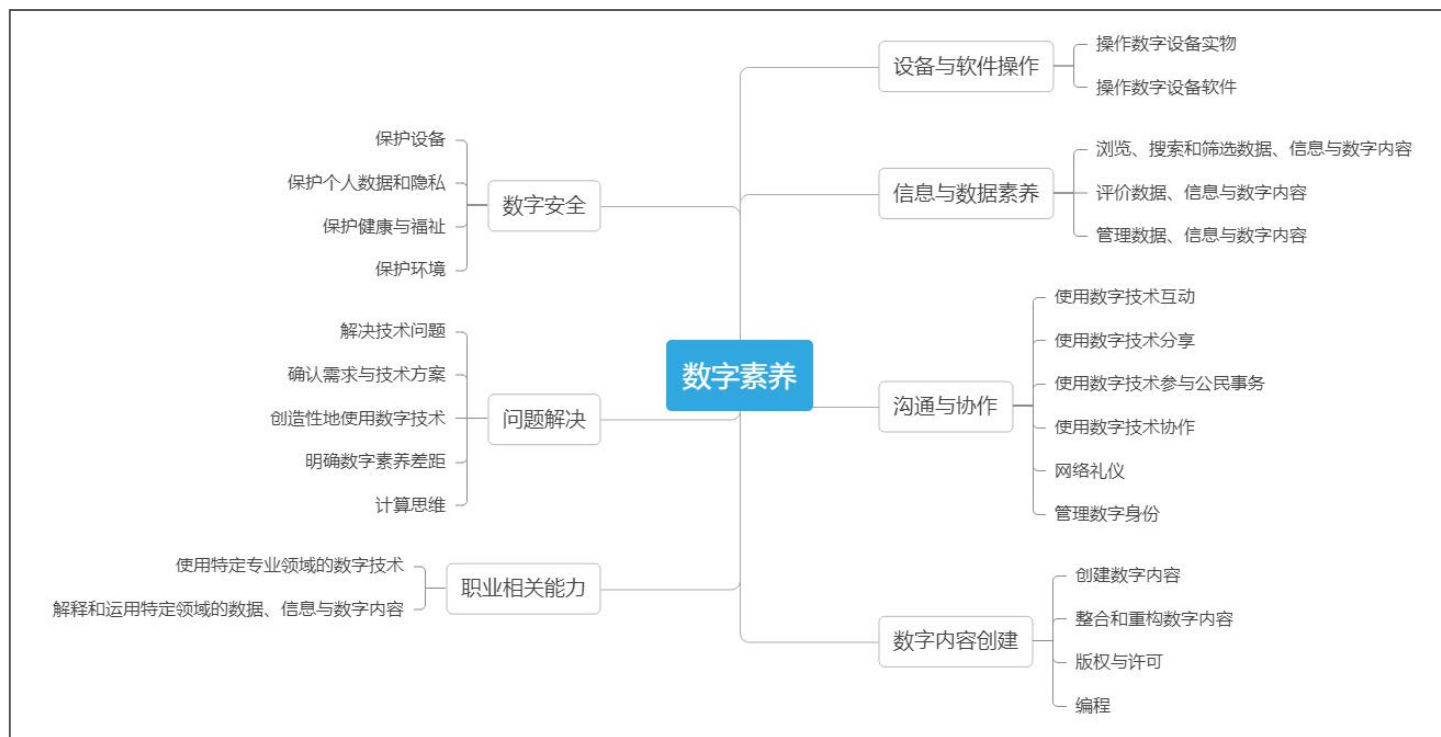 数字素养
设备与软件操作
操作数字设备实物
操作数字设备软件
信息与数据素养
浏览、搜索和筛选数据、信息与数字内容
评价数据、信息与数字内容
管理数据、信息与数字内容
沟通与协作
使用数字技术互动
使用数字技术分享
使用数字技术参与公民事务
使用数字技术协作
网络礼仪
管理数字身份
数字内容创建
创建数字内容
整合和重构数字内容
版权与许可
编程
数字安全
保护设备
保护个人数据和隐私
保护健康与福祉
保护环境
问题解决
解决技术问题
确认需求与技术方案
创造性地使用数字技术
明确数字素养差距
计算思维
职业相关能力
使用特定专业领域的数字技术
解释和运用特定领域的数据、信息与数字内容